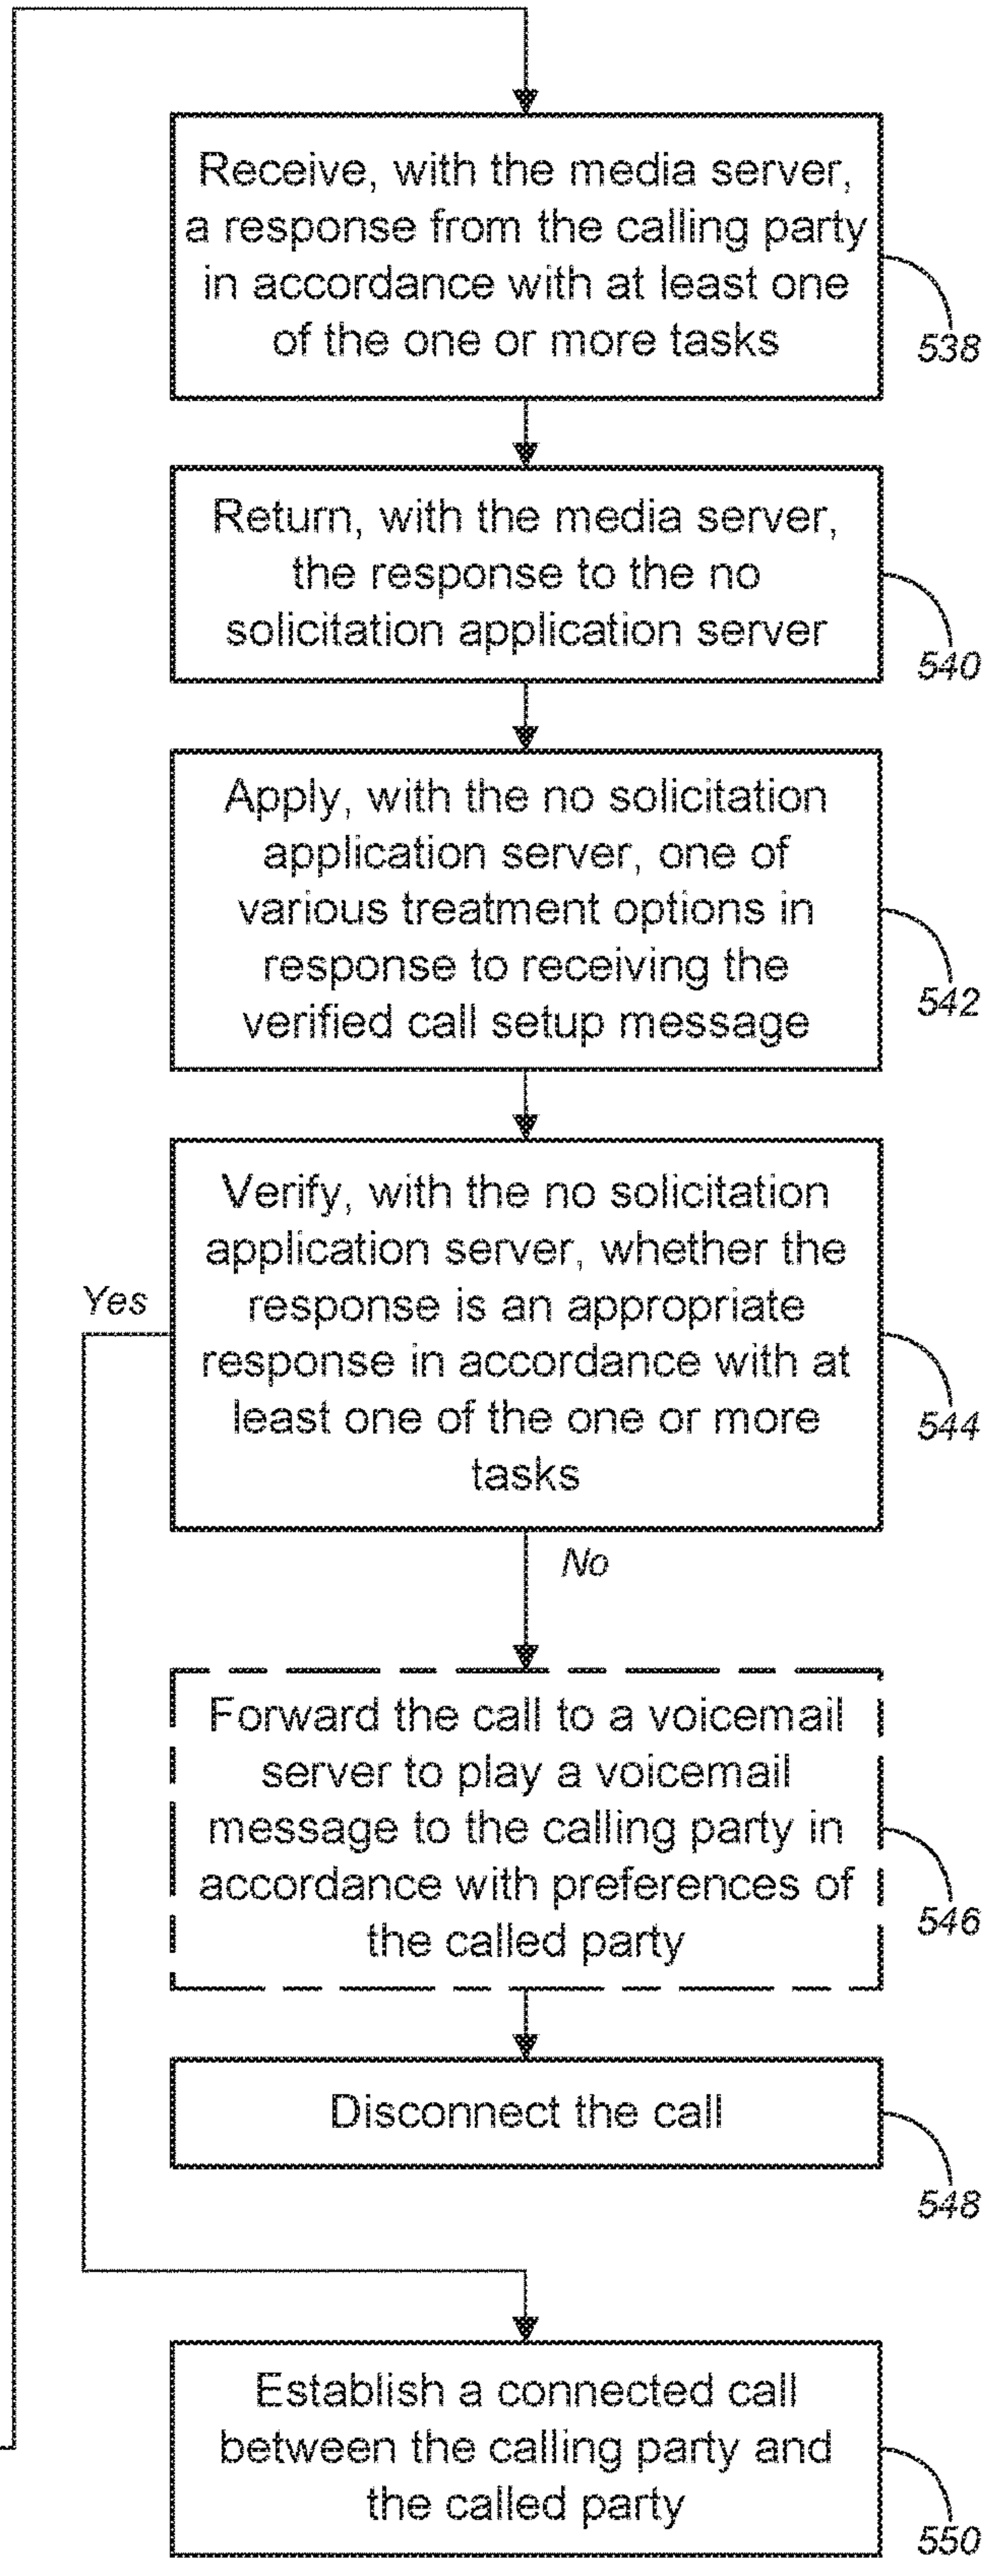 Receive, with the media server,
a response from the calling party
in accordance with at least one
of the one or more tasks
538
Return, with the media server,
the response to the no
solicitation application server
540
Apply, with the no solicitation
application server, one of
various treatment options in
response to receiving the
verified call setup message
542
Verify, with the no solicitation
application server, whether the
response is an appropriate
response in accordance with at
least one of the one or more
tasks
Yes
544
No
Forward the call to a voicemail
server to play a voicemail
message to the calling party in
accordance with preferences of
the called party
546
Disconnect the call
548
Establish a connected call
between the calling party and
the called party
550